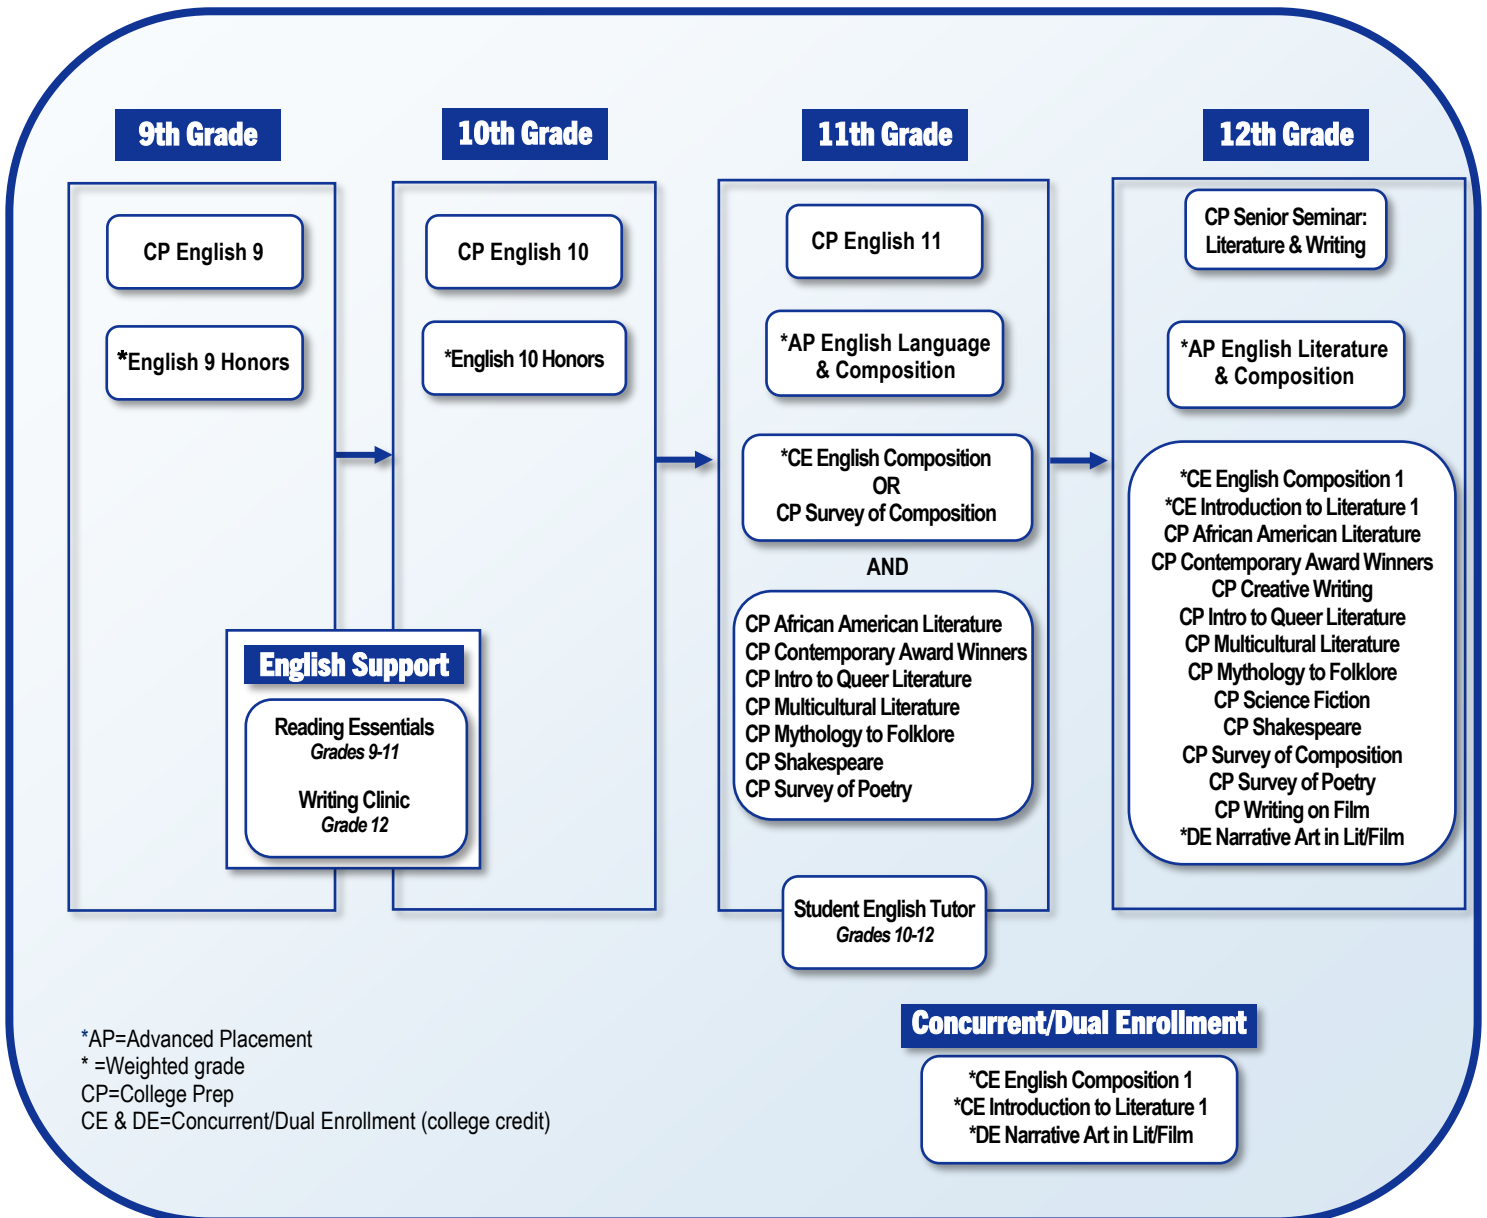 9th Grade
CP English 9
*English 9 Honors
10th Grade
CP English 10
*English 10 Honors
English Support
Reading Essentials
Grades 9-11
Writing Clinic
Grade 12
11th Grade
CP English 11
*AP English Language
& Composition
*CE English Composition
OR
CP Survey of Composition
AND
CP African American Literature
CP Contemporary Award Winners
CP Intro to Queer Literature
CP Multicultural Literature
CP Mythology to Folklore
CP Shakespeare
CP Survey of Poetry
Student English Tutor
Grades 10-12
12th Grade
CP Senior Seminar:
Literature & Writing
*AP English Literature
& Composition
*CE English Composition 1
*CE Introduction to Literature 1
CP African American Literature
CP Contemporary Award Winners
CP Creative Writing
CP Intro to Queer Literature
CP Multicultural Literature
CP Mythology to Folklore
CP Science Fiction
CP Shakespeare
CP Survey of Composition
CP Survey of Poetry
CP Writing on Film
*DE Narrative Art in Lit/Film
Concurrent/Dual Enrollment
*CE English Composition 1
*CE Introduction to Literature 1
*DE Narrative Art in Lit/Film
*AP=Advanced Placement
* =Weighted grade
CP=College Prep
CE & DE=Concurrent/Dual Enrollment (college credit)